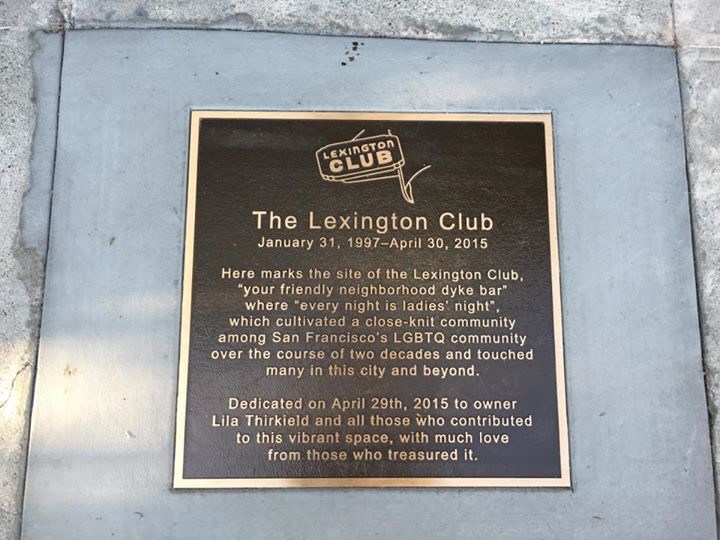 LEXINGTON
CLUB
The Lexington Club
January 31, 1997–April 30, 2015
Here marks the site of the Lexington Club,
"your friendly neighborhood dyke bar"
where "every night is ladies' night",
which cultivated a close-knit community
among San Francisco's LGBTQ community
over the course of two decades and touched
many in this city and beyond.
Dedicated on April 29th, 2015 to owner
Lila Thirkield and all those who contributed
to this vibrant space, with much love
from those who treasured it.